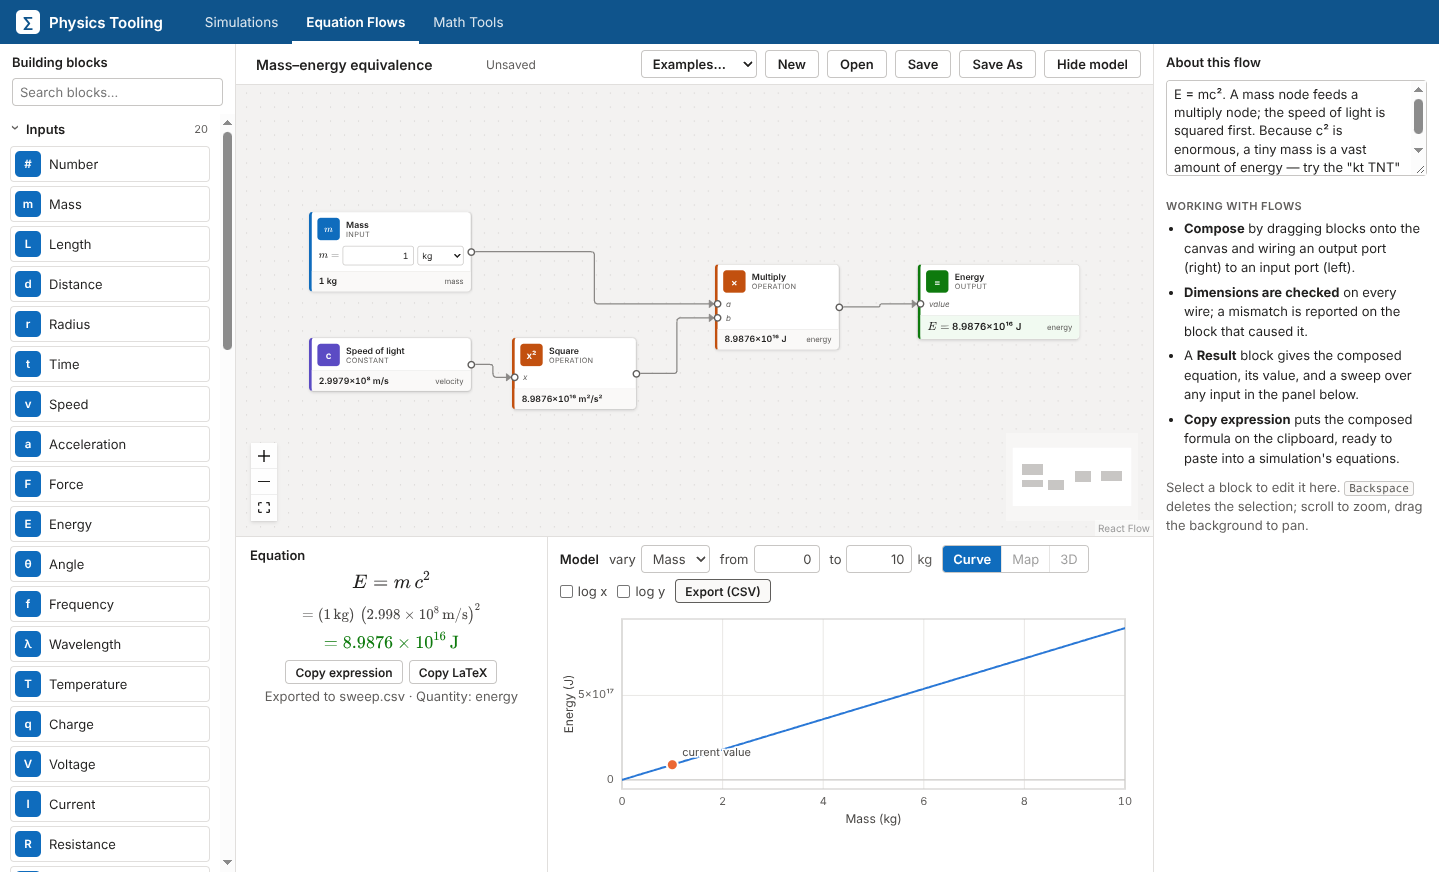 Σ Physics Tooling
Simulations
Equation Flows
Math Tools
Building blocks
Search blocks...
Inputs 20
# Number
m Mass
L Length
d Distance
r Radius
t Time
v Speed
a Acceleration
F Force
E Energy
θ Angle
f Frequency
λ Wavelength
T Temperature
q Charge
V Voltage
I Current
R Resistance
Mass–energy equivalence
Unsaved
Examples...
New
Open
Save
Save As
Hide model
m Mass
INPUT
m = 1 kg
1 kg mass
c Speed of light
CONSTANT
2.9979×10⁸ m/s velocity
x² Square
OPERATION
x
8.9876×10¹⁶ m²/s²
× Multiply
OPERATION
a
b
8.9876×10¹⁶ J energy
= Energy
OUTPUT
value
E = 8.9876×10¹⁶ J energy
React Flow
Equation
E = m c²
= (1 kg) (2.998 × 10⁸ m/s)²
= 8.9876 × 10¹⁶ J
Copy expression
Copy LaTeX
Exported to sweep.csv · Quantity: energy
Model vary Mass from 0 to 10 kg
Curve
Map
3D
log x
log y
Export (CSV)
Energy (J)
5×10¹⁷
0
current value
0 2 4 6 8 10
Mass (kg)
About this flow
E = mc². A mass node feeds a
multiply node; the speed of light is
squared first. Because c² is
enormous, a tiny mass is a vast
amount of energy — try the "kt TNT"
WORKING WITH FLOWS
• Compose by dragging blocks onto the
canvas and wiring an output port
(right) to an input port (left).
• Dimensions are checked on every
wire; a mismatch is reported on the
block that caused it.
• A Result block gives the composed
equation, its value, and a sweep over
any input in the panel below.
• Copy expression puts the composed
formula on the clipboard, ready to
paste into a simulation's equations.
Select a block to edit it here. Backspace
deletes the selection; scroll to zoom, drag
the background to pan.